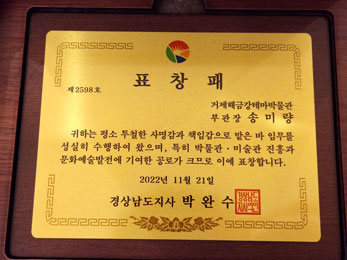 표 창 패
제2598호
거제해금강테마박물관
부관장 송 미 량
귀하는 평소 투철한 사명감과 책임감으로 맡은 바 임무를
성실히 수행하여 왔으며, 특히 박물관·미술관 진흥과
문화예술발전에 기여한 공로가 크므로 이에 표창합니다.
2022년 11월 21일
경상남도지사 박 완 수